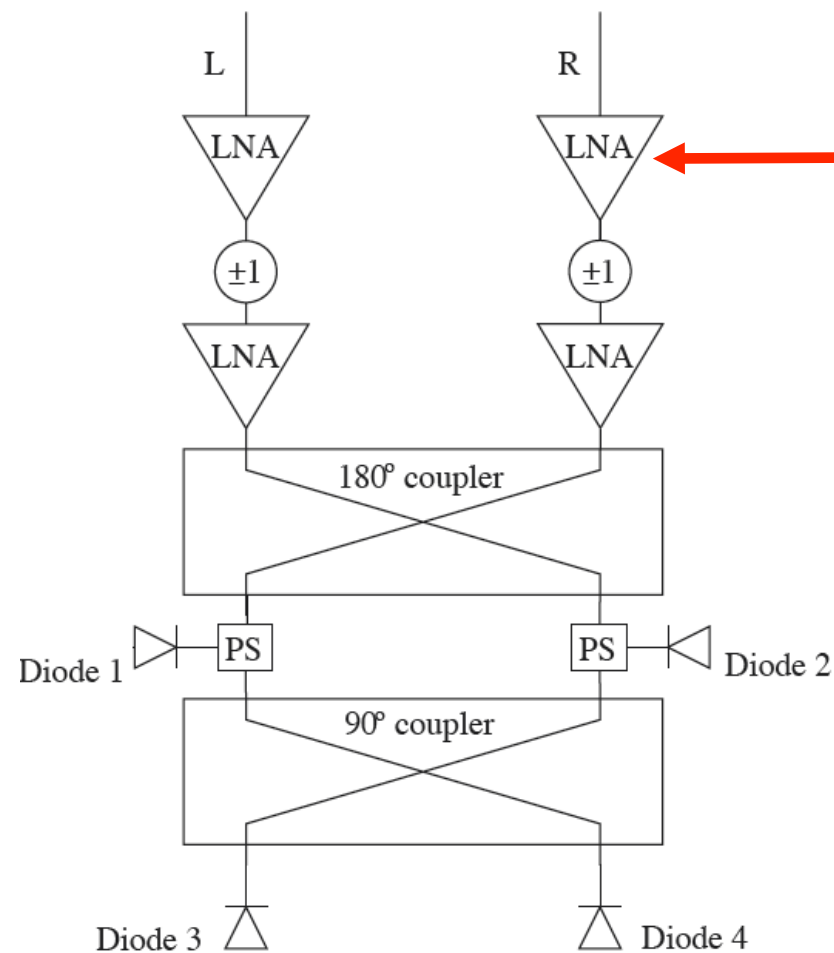 L R
LNA LNA
±1 ±1
LNA LNA
180° coupler
PS PS
Diode 1 Diode 2
90° coupler
Diode 3 Diode 4